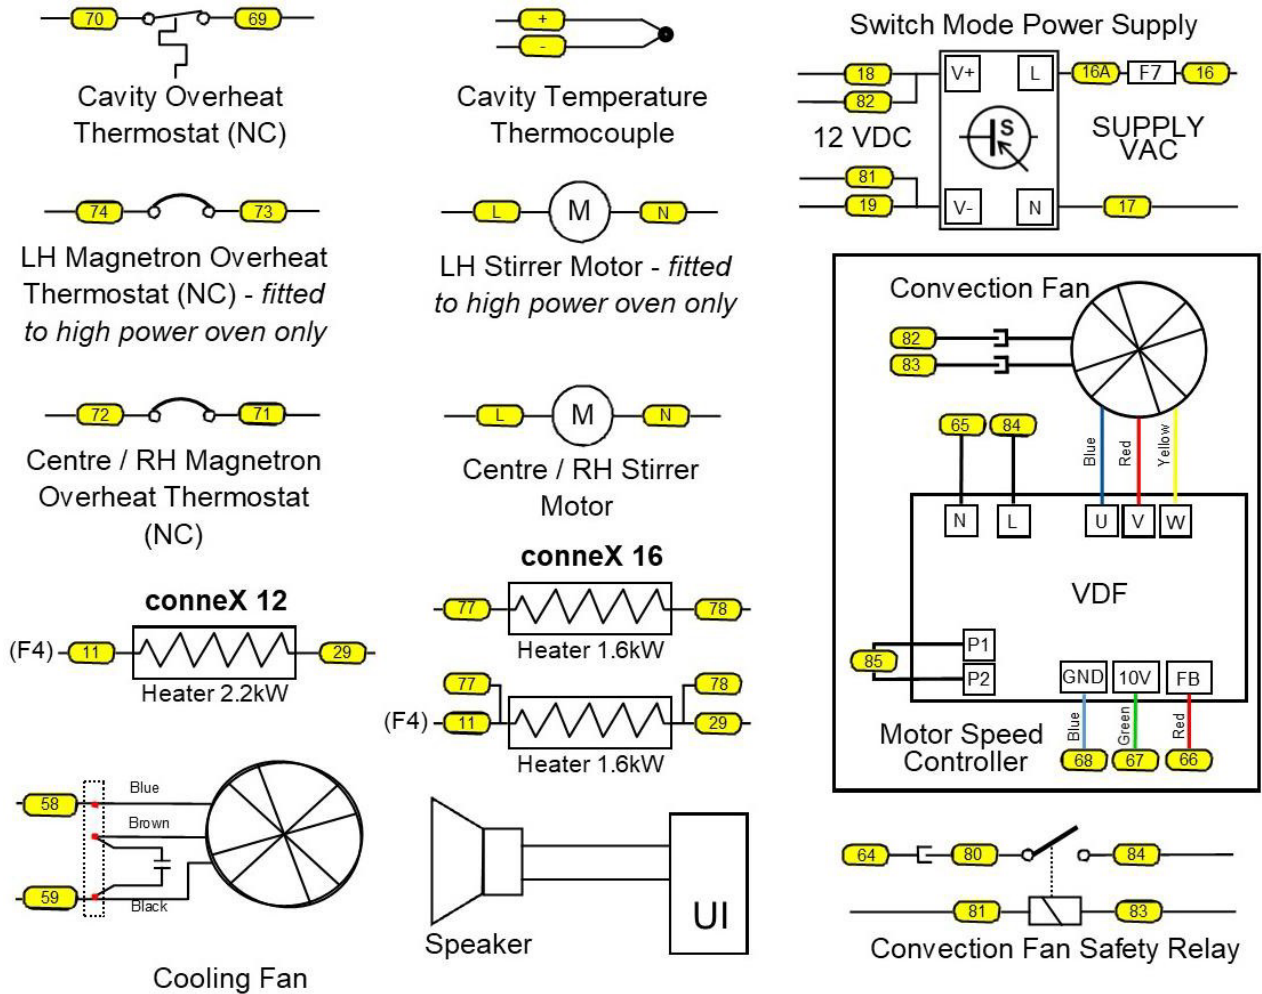 70
69
Cavity Overheat
Thermostat (NC)
+
-
Cavity Temperature
Thermocouple
Switch Mode Power Supply
18
82
12 VDC
81
19
V+
L
S
V-
N
16A
F7
16
SUPPLY
VAC
17
74
73
LH Magnetron Overheat
Thermostat (NC) - fitted
to high power oven only
L
M
N
LH Stirrer Motor - fitted
to high power oven only
72
71
Centre / RH Magnetron
Overheat Thermostat
(NC)
L
M
N
Centre / RH Stirrer
Motor
Convection Fan
82
83
65
84
Blue
Red
Yellow
N
L
U
V
W
VDF
85
P1
P2
GND
10V
FB
Blue
Green
Red
68
67
66
Motor Speed
Controller
conneX 12
(F4)
11
29
Heater 2.2kW
conneX 16
77
78
Heater 1.6kW
77
78
(F4)
11
29
Heater 1.6kW
58
Blue
Brown
59
Black
Cooling Fan
Speaker
UI
64
80
84
81
83
Convection Fan Safety Relay